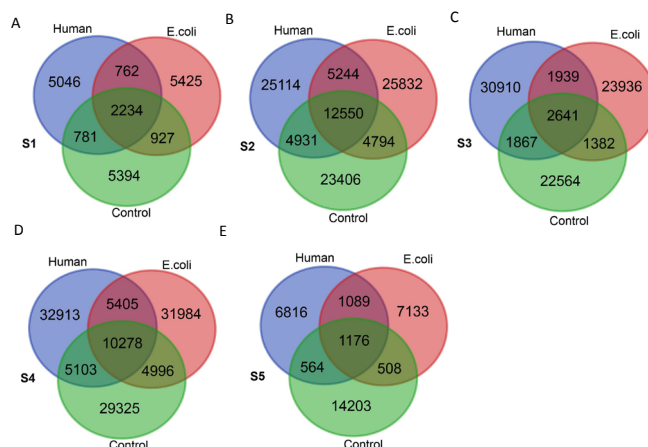 A
Human
E.coli
5046
762
5425
2234
781
927
S1
5394
Control
B
Human
E.coli
25114
5244
25832
12550
4931
4794
S2
23406
Control
C
Human
E.coli
30910
1939
23936
2641
1867
1382
S3
22564
Control
D
Human
E.coli
32913
5405
31984
10278
5103
4996
S4
29325
Control
E
Human
E.coli
6816
1089
7133
1176
564
508
S5
14203
Control